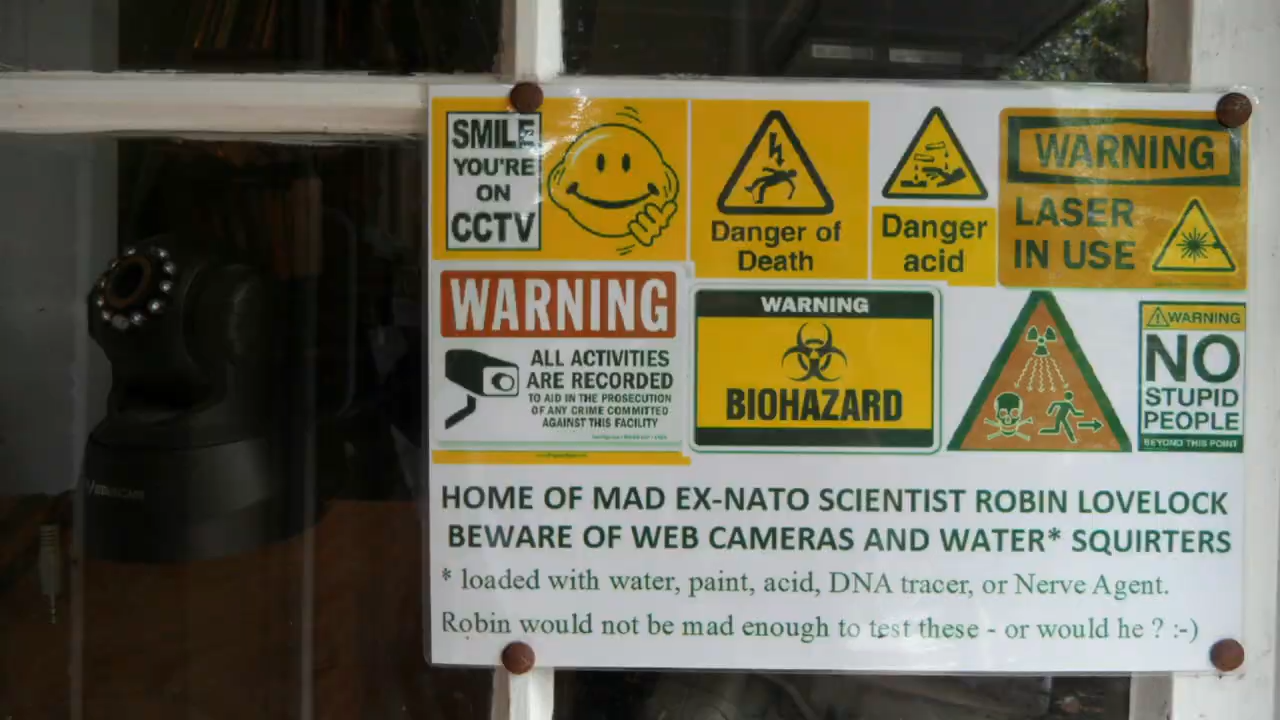 SMILE
YOU'RE
ON
CCTV
Danger of
Death
Danger
acid
WARNING
LASER
IN USE
WARNING
ALL ACTIVITIES
ARE RECORDED
TO AID IN THE PROSECUTION
OF ANY CRIME COMMITTED
AGAINST THIS FACILITY
WARNING
BIOHAZARD
WARNING
NO
STUPID
PEOPLE
BEYOND THIS POINT
HOME OF MAD EX-NATO SCIENTIST ROBIN LOVELOCK
BEWARE OF WEB CAMERAS AND WATER* SQUIRTERS
* loaded with water, paint, acid, DNA tracer, or Nerve Agent.
Robin would not be mad enough to test these - or would he ? :-)